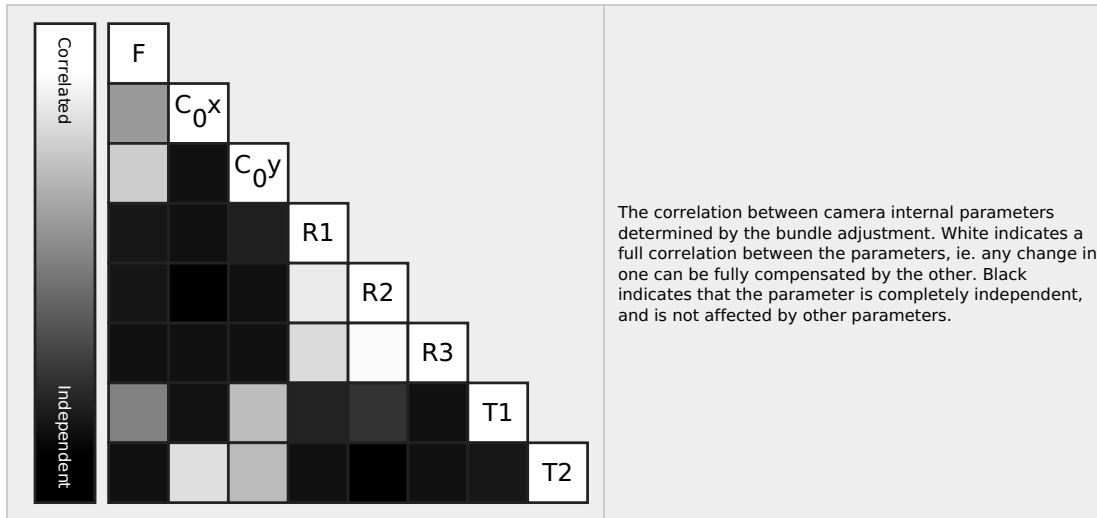 Correlated
Independent
F
C0x
C0y
R1
R2
R3
T1
T2
The correlation between camera internal parameters
determined by the bundle adjustment. White indicates a
full correlation between the parameters, ie. any change in
one can be fully compensated by the other. Black
indicates that the parameter is completely independent,
and is not affected by other parameters.